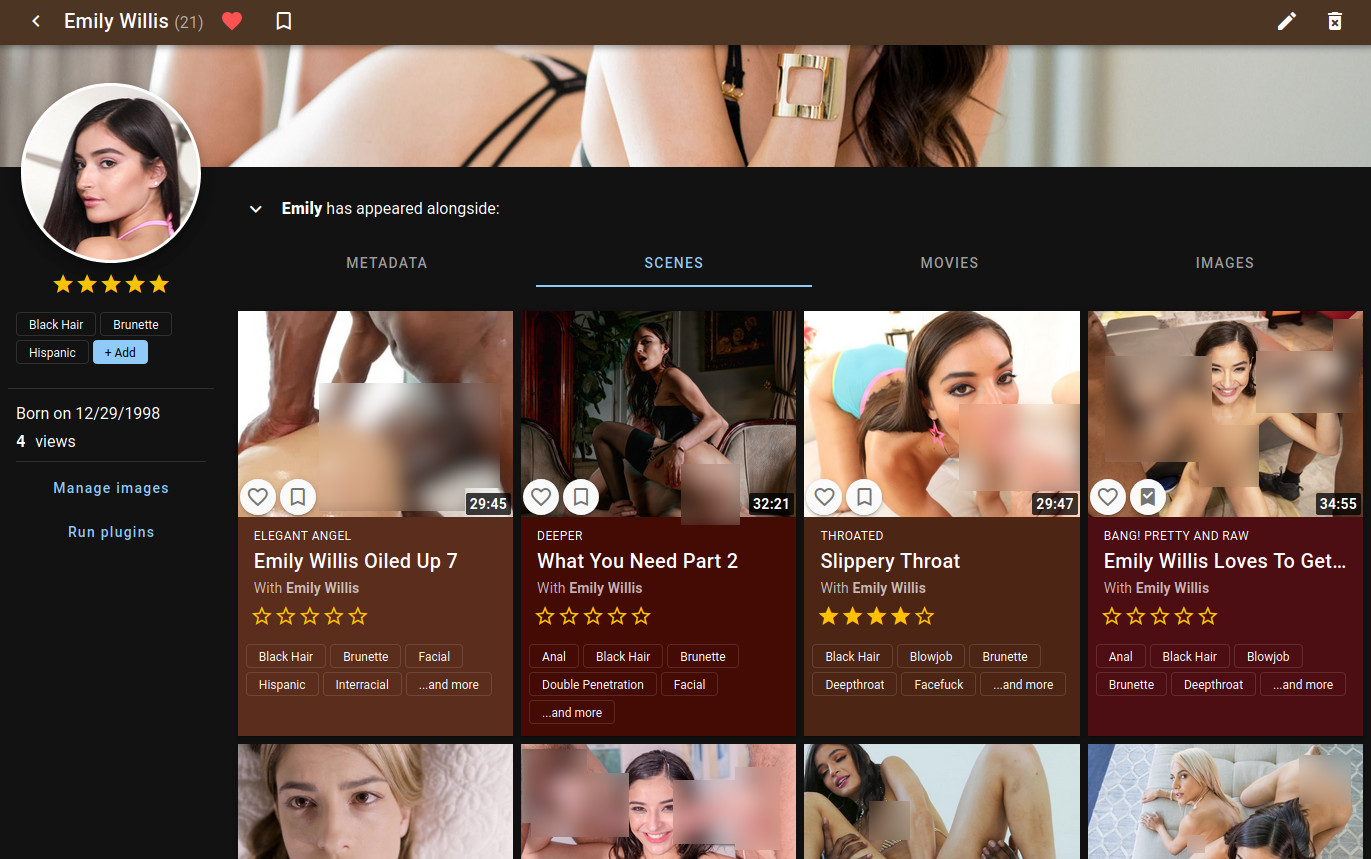 Emily Willis (21)
Emily has appeared alongside:
METADATA
SCENES
MOVIES
IMAGES
Black Hair
Brunette
Hispanic
+ Add
Born on 12/29/1998
4 views
Manage images
Run plugins
29:45
ELEGANT ANGEL
Emily Willis Oiled Up 7
With Emily Willis
Black Hair
Brunette
Facial
Hispanic
Interracial
...and more
32:21
DEEPER
What You Need Part 2
With Emily Willis
Anal
Black Hair
Brunette
Double Penetration
Facial
...and more
29:47
THROATED
Slippery Throat
With Emily Willis
Black Hair
Blowjob
Brunette
Deepthroat
Facefuck
...and more
34:55
BANG! PRETTY AND RAW
Emily Willis Loves To Get...
With Emily Willis
Anal
Black Hair
Blowjob
Brunette
Deepthroat
...and more